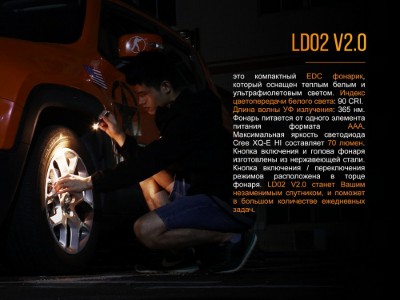 LD02 V2.0
это компактный EDC фонарик,
который оснащен теплым белым и
ультрафиолетовым светом. Индекс
цветопередачи белого света: 90 CRI.
Длина волны УФ излучения: 365 нм.
Фонарь питается от одного элемента
питания формата ААА.
Максимальная яркость светодиода
Cree XQ-E HI составляет 70 люмен.
Кнопка включения и голова фонаря
изготовлены из нержавеющей стали.
Кнопка включения / переключения
режимов расположена в торце
фонаря. LD02 V2.0 станет Вашим
незаменимым спутником, и поможет
в большом количестве ежедневных
задач.